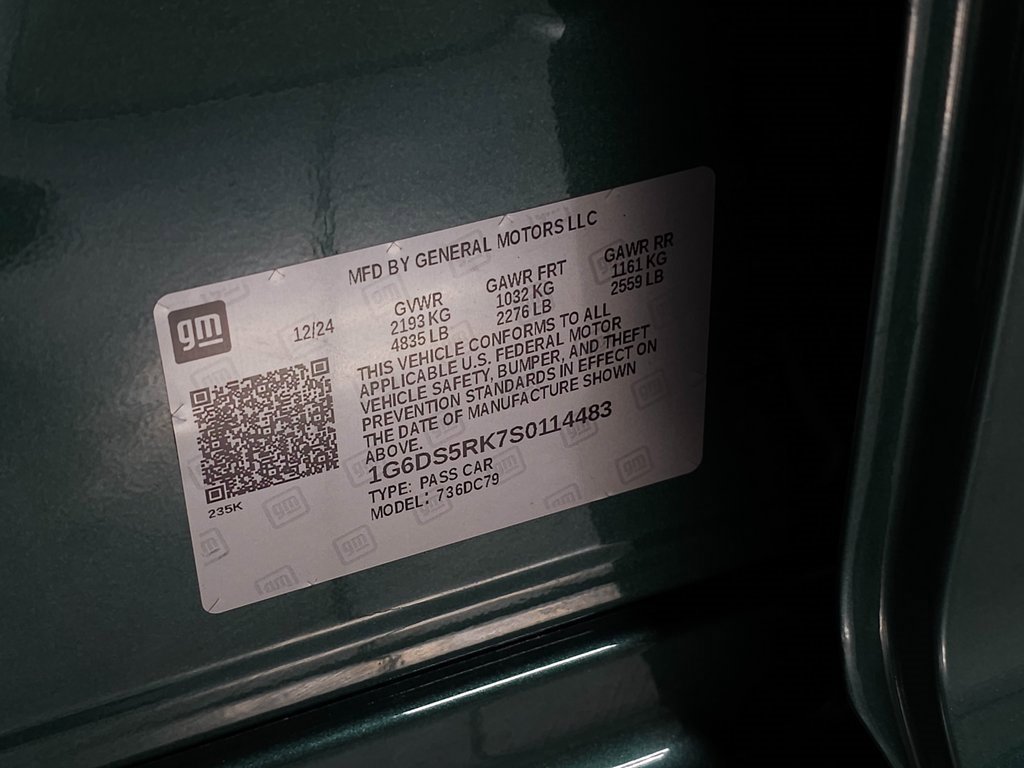 MFD BY GENERAL MOTORS LLC
gm
12/24
GVWR
2193 KG
4835 LB
GAWR FRT
1032 KG
2276 LB
GAWR RR
1161 KG
2559 LB
THIS VEHICLE CONFORMS TO ALL
APPLICABLE U.S. FEDERAL MOTOR
VEHICLE SAFETY, BUMPER, AND THEFT
PREVENTION STANDARDS IN EFFECT ON
THE DATE OF MANUFACTURE SHOWN
ABOVE.
1G6DS5RK7S0114483
TYPE: PASS CAR
MODEL: 736DC79
235K